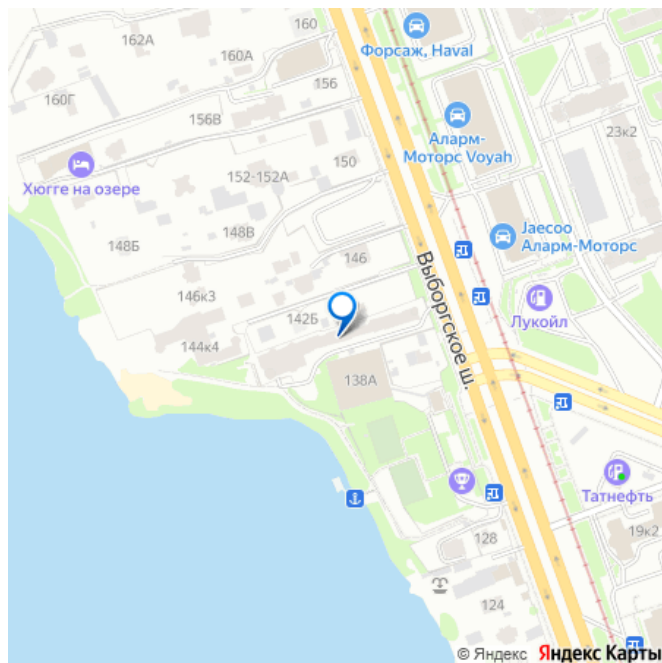 160
162А
Форсаж, Haval
160А
156
160Г
156В
Аларм-
Моторс Voyah
23к2
150
Хюгге на озере
152-152А
148В
Jaecoo
Аларм-Моторс
148Б
146
Выборгское ш.
146к3
Лукойл
142Б
144к4
138А
Татнефть
128
19к2
124
© Яндекс Яндекс Карты